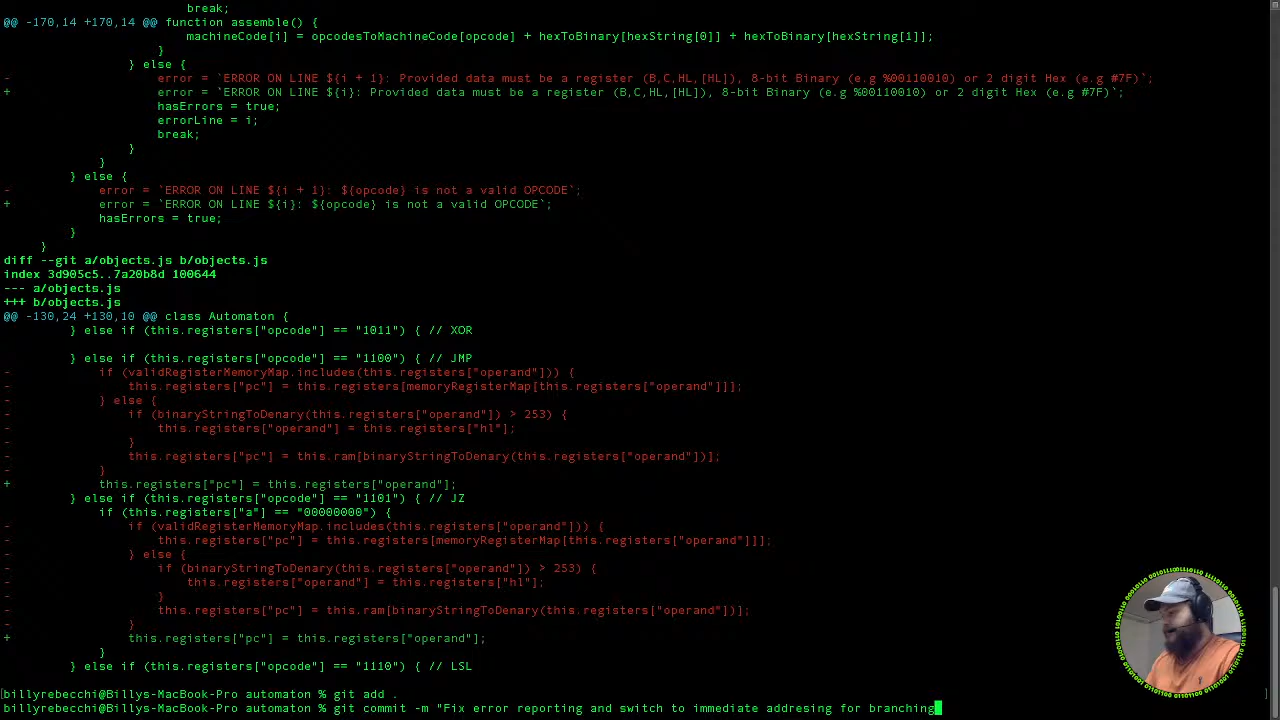 break;
@@ -170,14 +170,14 @@ function assemble() {
machineCode[i] = opcodesToMachineCode[opcode] + hexToBinary[hexString[0]] + hexToBinary[hexString[1]];
}
} else {
- error = `ERROR ON LINE ${i + 1}: Provided data must be a register (B,C,HL,[HL]), 8-bit Binary (e.g %00110010) or 2 digit Hex (e.g #7F)`;
+ error = `ERROR ON LINE ${i}: Provided data must be a register (B,C,HL,[HL]), 8-bit Binary (e.g %00110010) or 2 digit Hex (e.g #7F)`;
hasErrors = true;
errorLine = i;
break;
}
}
} else {
- error = `ERROR ON LINE ${i + 1}: ${opcode} is not a valid OPCODE`;
+ error = `ERROR ON LINE ${i}: ${opcode} is not a valid OPCODE`;
hasErrors = true;
}
}
diff --git a/objects.js b/objects.js
index 3d905c5..7a20b8d 100644
--- a/objects.js
+++ b/objects.js
@@ -130,24 +130,10 @@ class Automaton {
} else if (this.registers["opcode"] == "1011") { // XOR
} else if (this.registers["opcode"] == "1100") { // JMP
- if (validRegisterMemoryMap.includes(this.registers["operand"])) {
- this.registers["pc"] = this.registers[memoryRegisterMap[this.registers["operand"]]];
- } else {
- if (binaryStringToDenary(this.registers["operand"]) > 253) {
- this.registers["operand"] = this.registers["hl"];
- }
- this.registers["pc"] = this.ram[binaryStringToDenary(this.registers["operand"])];
- }
+ this.registers["pc"] = this.registers["operand"];
} else if (this.registers["opcode"] == "1101") { // JZ
if (this.registers["a"] == "00000000") {
- if (validRegisterMemoryMap.includes(this.registers["operand"])) {
- this.registers["pc"] = this.registers[memoryRegisterMap[this.registers["operand"]]];
- } else {
- if (binaryStringToDenary(this.registers["operand"]) > 253) {
- this.registers["operand"] = this.registers["hl"];
- }
- this.registers["pc"] = this.ram[binaryStringToDenary(this.registers["operand"])];
- }
+ this.registers["pc"] = this.registers["operand"];
}
} else if (this.registers["opcode"] == "1110") { // LSL
[billyrebecchi@Billys-MacBook-Pro automaton % git add . ]
billyrebecchi@Billys-MacBook-Pro automaton % git commit -m "Fix error reporting and switch to immediate addresing for branching